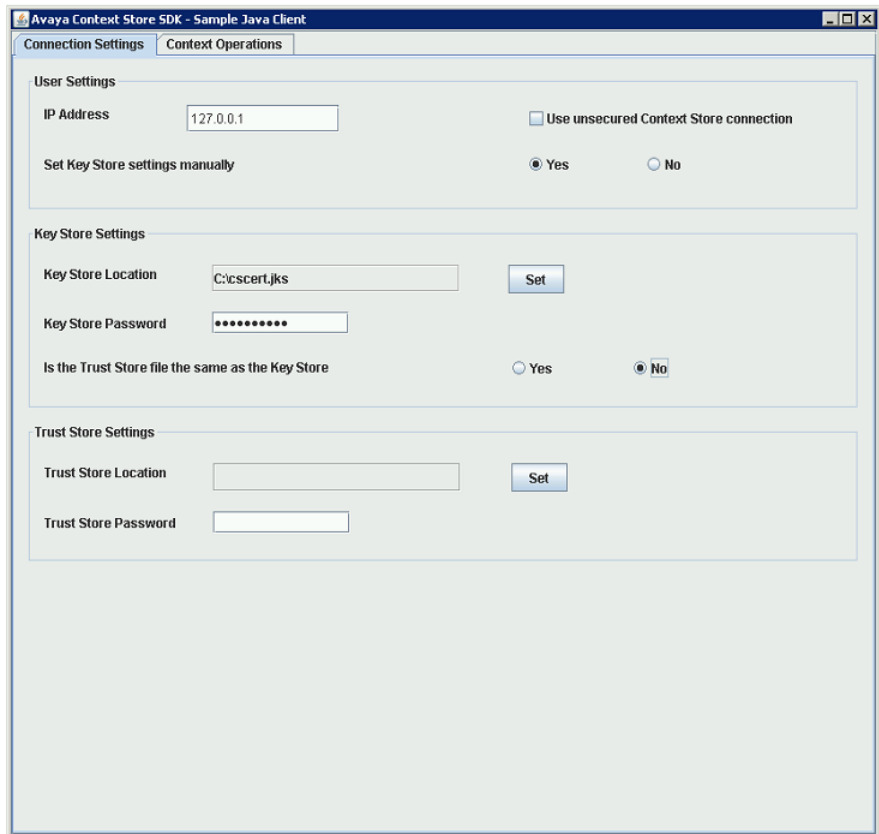 Avaya Context Store SDK - Sample Java Client
Connection Settings Context Operations
User Settings
IP Address 127.0.0.1 Use unsecured Context Store connection
Set Key Store settings manually Yes No
Key Store Settings
Key Store Location C:\cscert.jks Set
Key Store Password ••••••••••
Is the Trust Store file the same as the Key Store Yes No
Trust Store Settings
Trust Store Location Set
Trust Store Password